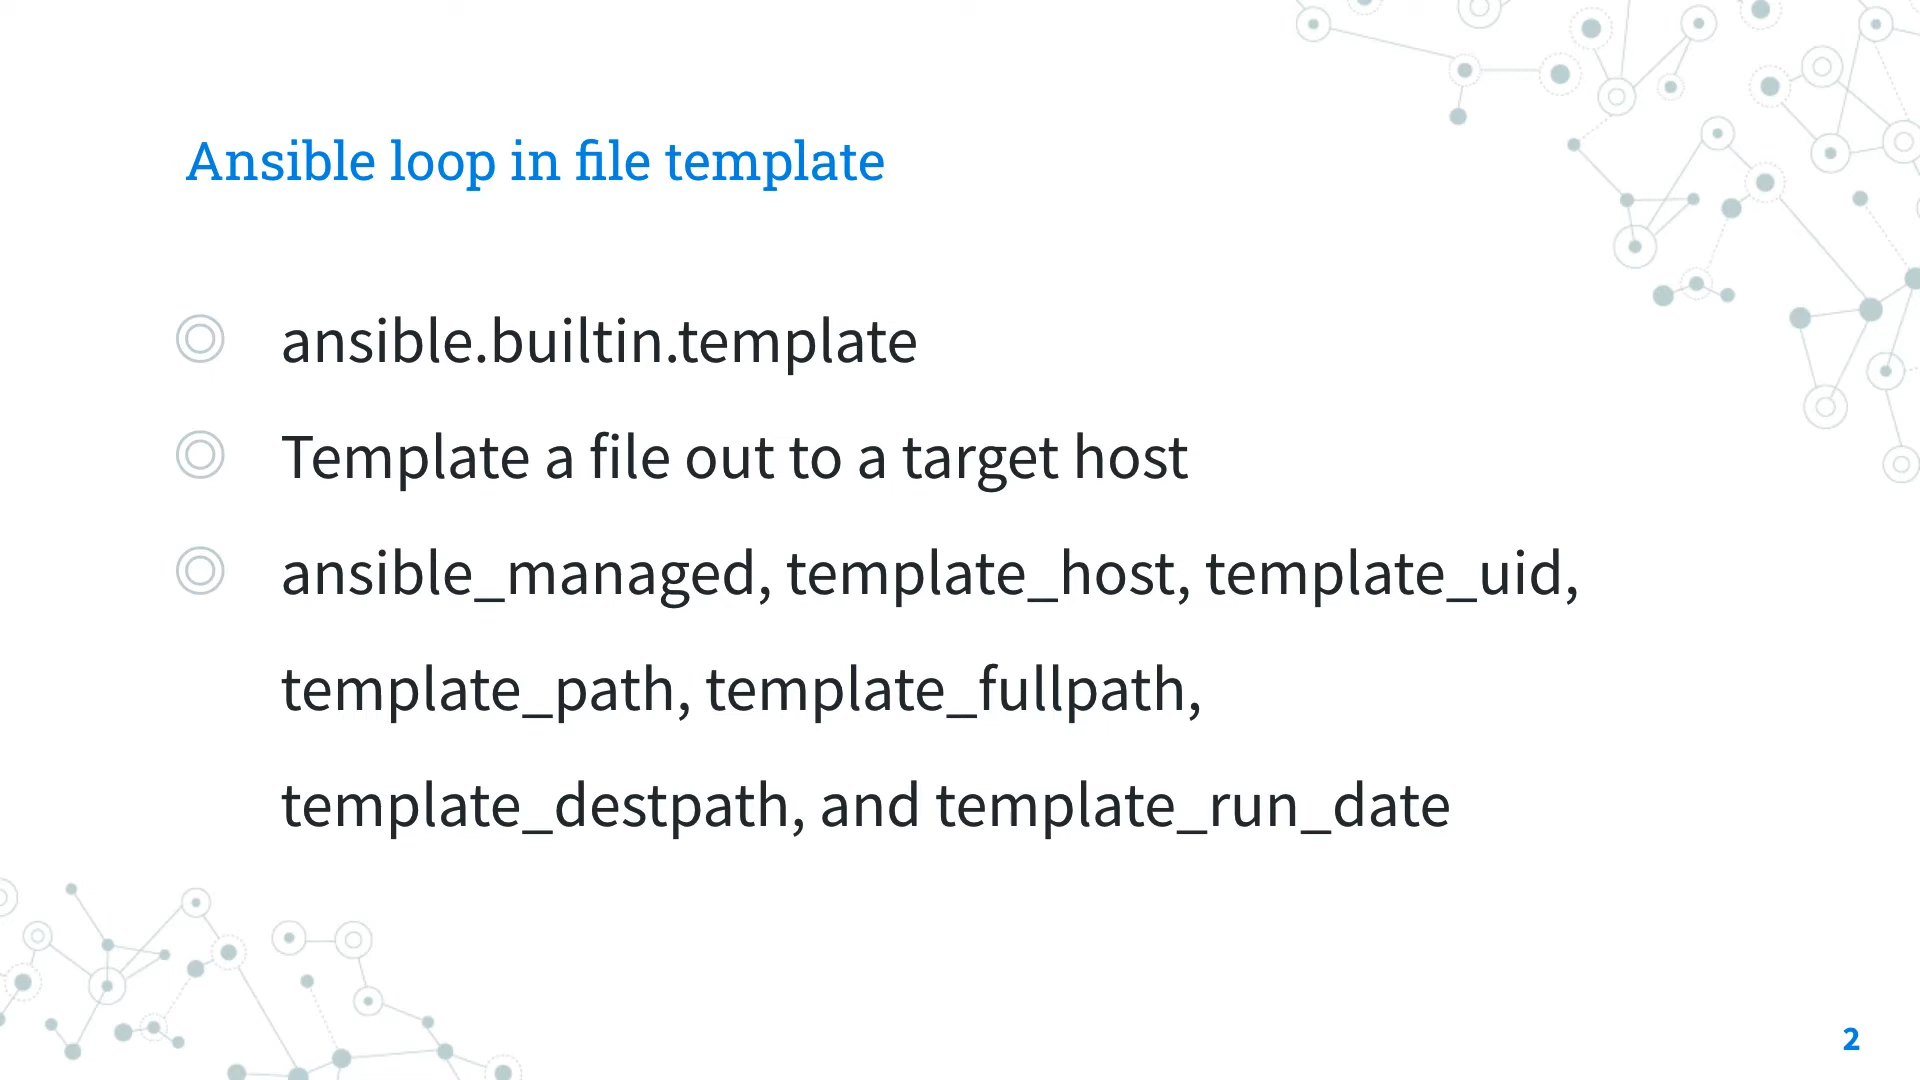 Ansible loop in file template
ansible.builtin.template
Template a file out to a target host
ansible_managed, template_host, template_uid,
template_path, template_fullpath,
template_destpath, and template_run_date
2